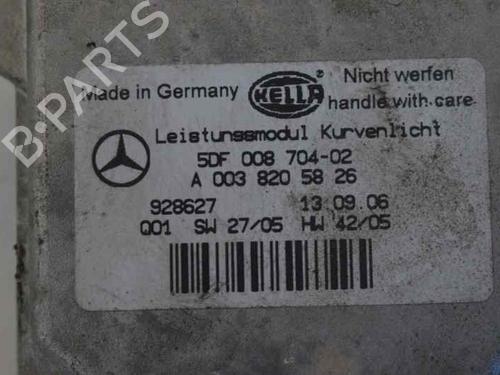 B-PARTS
Made in Germany
HELLA
®
Nicht werfen
handle with care
Leistunssmodul Kurvenlicht
5DF 008 704-02
A 003 820 58 26
928627 13 09.06
Q01 SW 27/05 HW 42/05